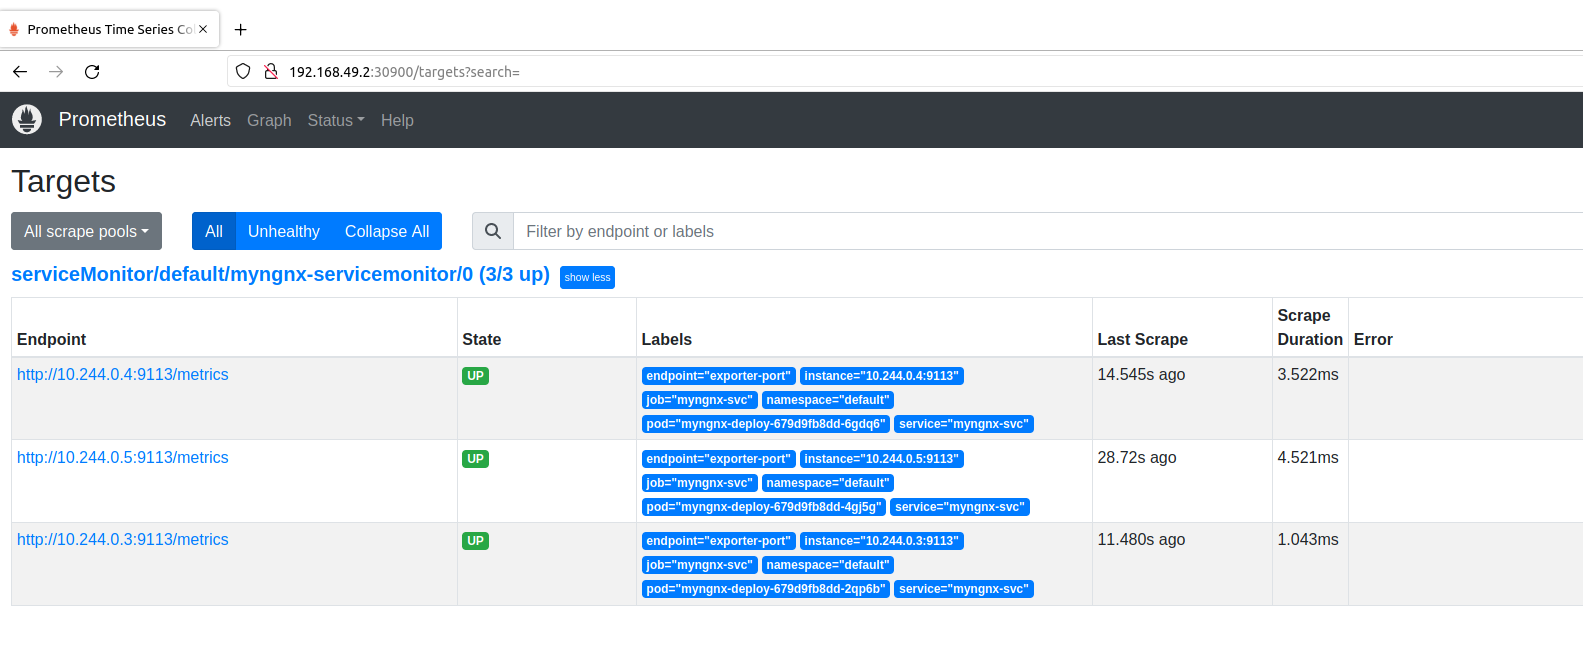 Prometheus Time Series Col
192.168.49.2:30900/targets?search=
Prometheus Alerts Graph Status Help
Targets
All scrape pools All Unhealthy Collapse All Filter by endpoint or labels
serviceMonitor/default/myngnx-servicemonitor/0 (3/3 up) show less
Endpoint State Labels Last Scrape Scrape Duration Error
http://10.244.0.4:9113/metrics UP endpoint="exporter-port" instance="10.244.0.4:9113" 14.545s ago 3.522ms
job="myngnx-svc" namespace="default"
pod="myngnx-deploy-679d9fb8dd-6gdq6" service="myngnx-svc"
http://10.244.0.5:9113/metrics UP endpoint="exporter-port" instance="10.244.0.5:9113" 28.72s ago 4.521ms
job="myngnx-svc" namespace="default"
pod="myngnx-deploy-679d9fb8dd-4gj5g" service="myngnx-svc"
http://10.244.0.3:9113/metrics UP endpoint="exporter-port" instance="10.244.0.3:9113" 11.480s ago 1.043ms
job="myngnx-svc" namespace="default"
pod="myngnx-deploy-679d9fb8dd-2qp6b" service="myngnx-svc"